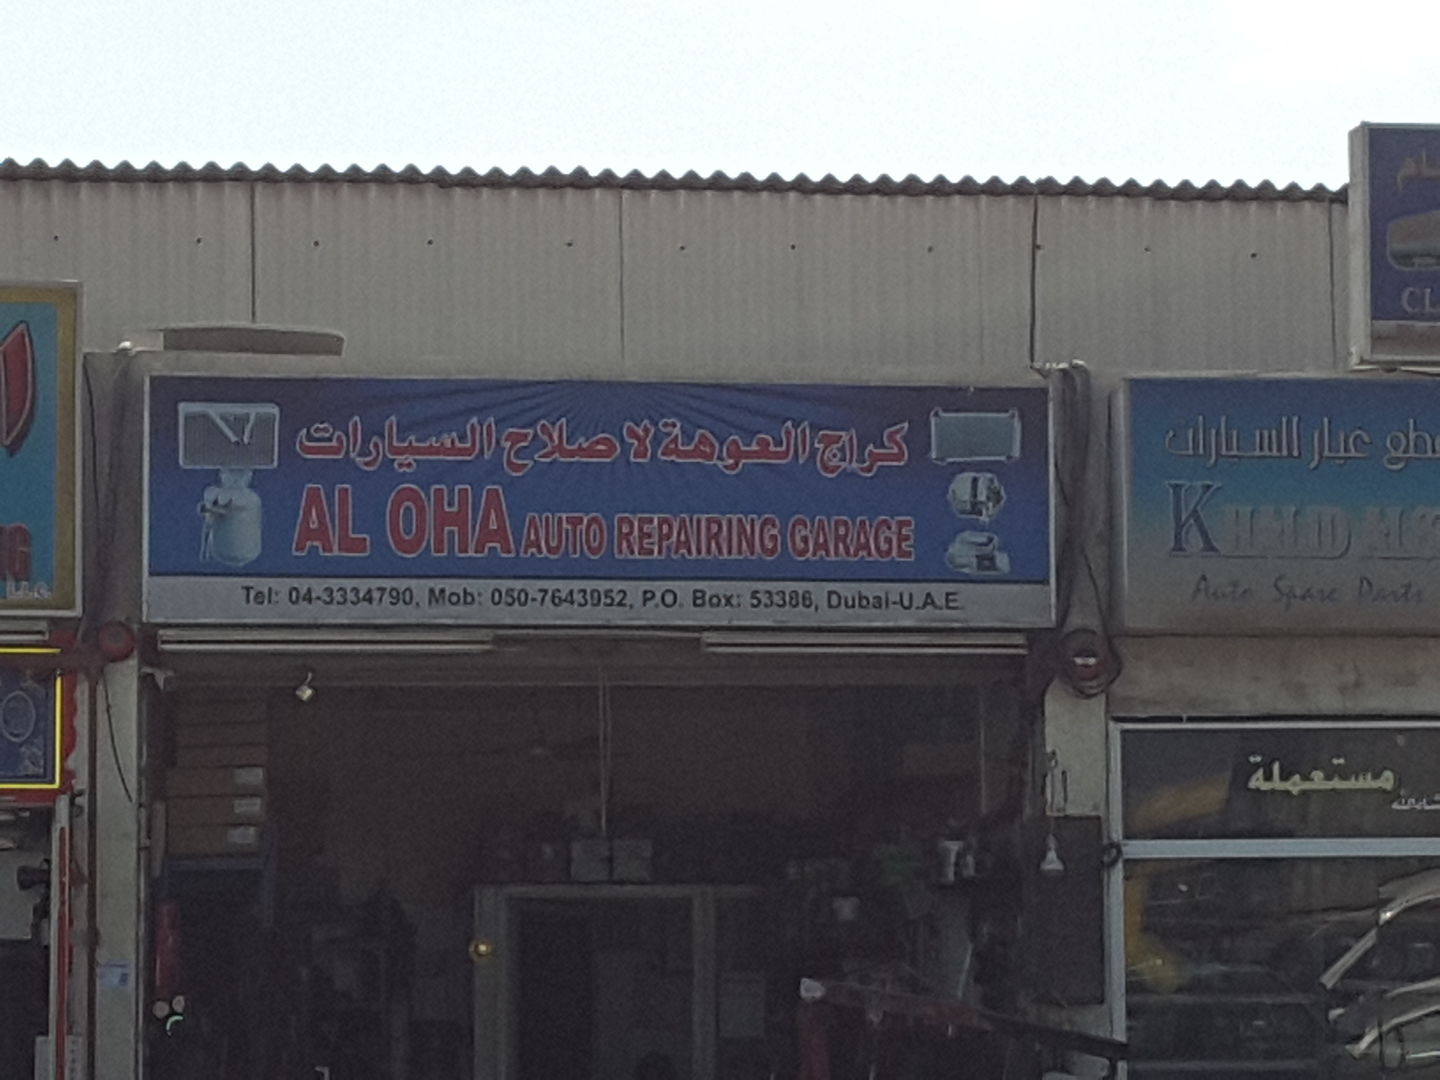 كراج العوهة لاصلاح السيارات
AL OHA AUTO REPAIRING GARAGE
Tel: 04-3334790, Mob: 050-7643952, P.O. Box: 53386, Dubai-U.A.E.
غيار السيارات
Auto Spare Parts
مستعملة